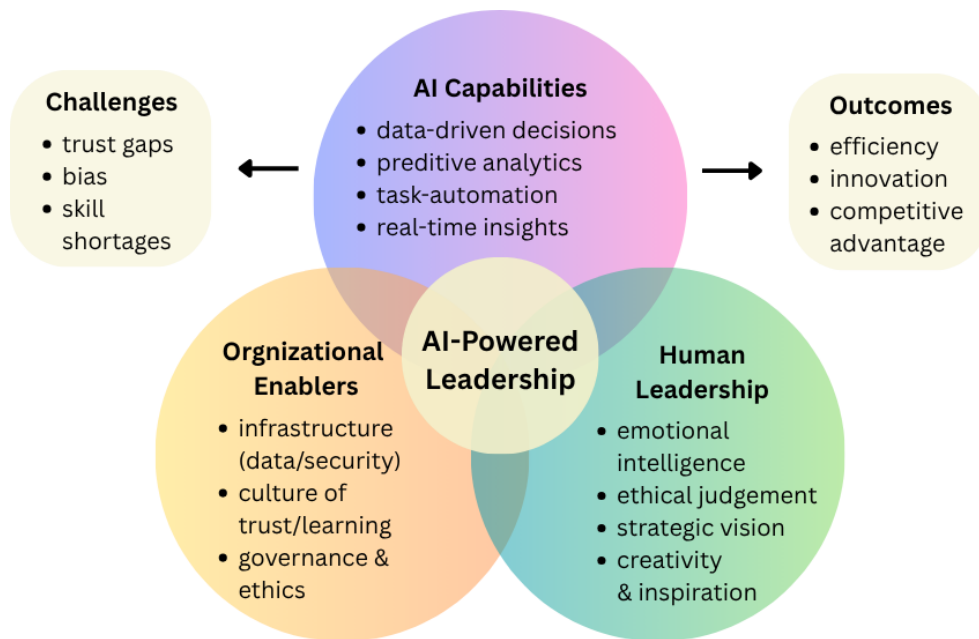 Challenges
• trust gaps
• bias
• skill
shortages
AI Capabilities
• data-driven decisions
• preditive analytics
• task-automation
• real-time insights
Outcomes
• efficiency
• innovation
• competitive
advantage
AI-Powered
Leadership
Orgnizational
Enablers
• infrastructure
(data/security)
• culture of
trust/learning
• governance &
ethics
Human
Leadership
• emotional
intelligence
• ethical judgement
• strategic vision
• creativity
& inspiration